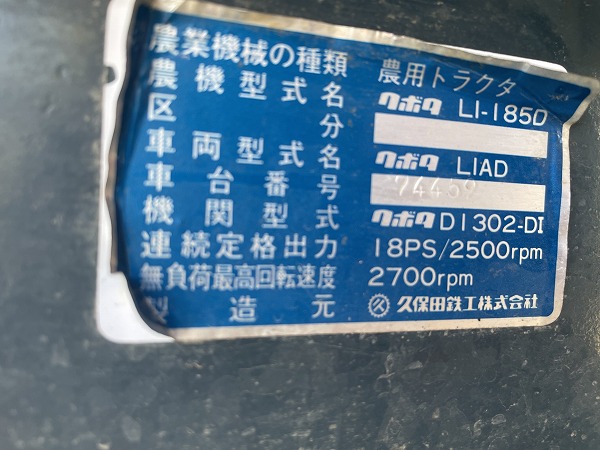 農業機械の種類 農用トラクタ
農機型式名 クボタ L1-185D
区分
車両型式名 クボタ L1AD
車台番号
機関型式 クボタ D1302-DI
連続定格出力 18PS/2500rpm
無負荷最高回転速度 2700rpm
製造元 久保田鉄工株式会社